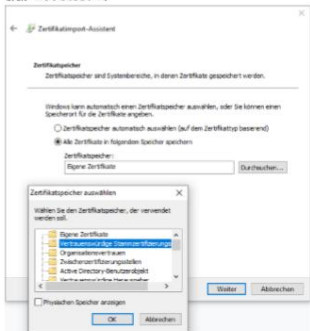 Zertifikatimport-Assistent
Zertifikatspeicher
Zertifikatspeicher sind Systembereiche, in denen Zertifikate gespeichert werden.
Windows kann automatisch einen Zertifikatspeicher auswählen, oder Sie können einen
Speicherort für die Zertifikate angeben.
Zertifikatspeicher automatisch auswählen (auf dem Zertifikattyp basierend)
Alle Zertifikate in folgendem Speicher speichern
Zertifikatspeicher:
Eigene Zertifikate
Durchsuchen...
Zertifikatspeicher auswählen
Wählen Sie den Zertifikatspeicher, der verwendet
werden soll.
Eigene Zertifikate
Vertrauenswürdige Stammzertifizierungs
Organisationsvertrauen
Zwischenzertifizierungsstellen
Active Directory-Benutzerobjekt
Vertrauenswürdige Herausgeber
Physischen Speicher anzeigen
OK
Abbrechen
Weiter
Abbrechen